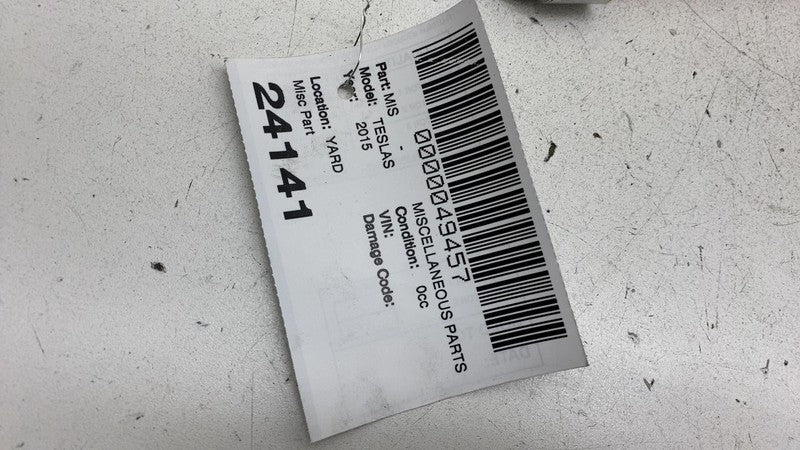 0000049457
Part: MIS - MISCELLANEOUS PARTS
Model: TESLAS Condition: 0cc
Year: 2015 VIN:
Damage Code:
Location: YARD
Misc Part
24141